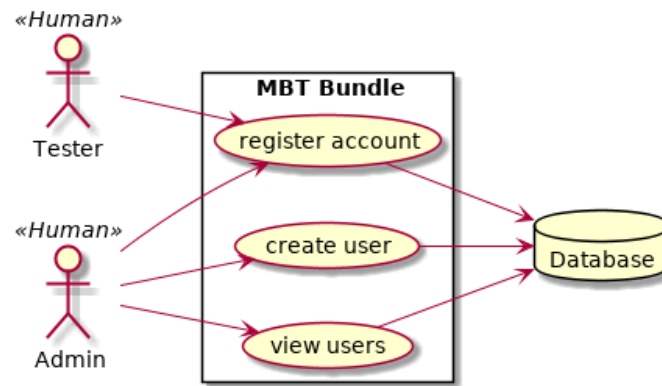 «Human»
Tester
«Human»
Admin
MBT Bundle
register account
create user
view users
Database